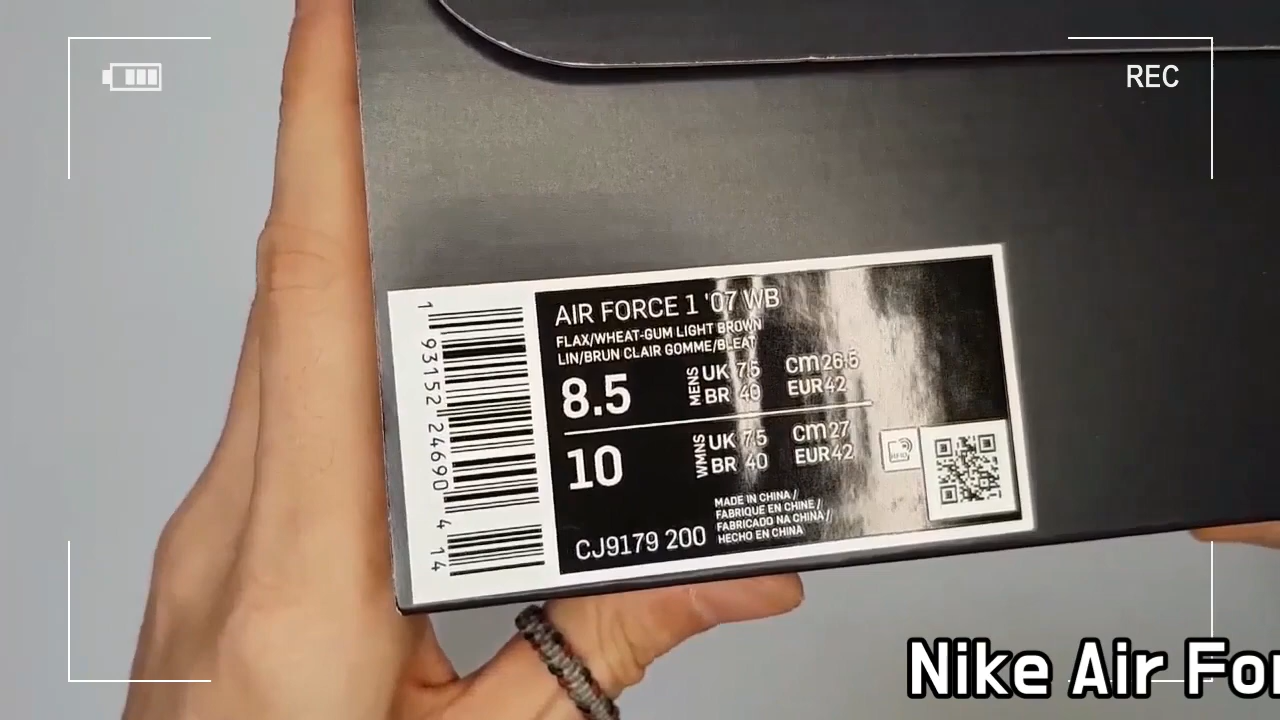 REC
AIR FORCE 1 '07 WB
FLAX/WHEAT-GUM LIGHT BROWN
LIN/BRUN CLAIR GOMME/BLEAT
8.5 MENS UK 7.5 cm 26.5
BR 40 EUR 42
10 WMNS UK 7.5 cm 27
BR 40 EUR 42
MADE IN CHINA /
FABRIQUE EN CHINE /
FABRICADO NA CHINA /
HECHO EN CHINA
CJ9179 200
1 93152 24690 4 14
RFID
Nike Air For